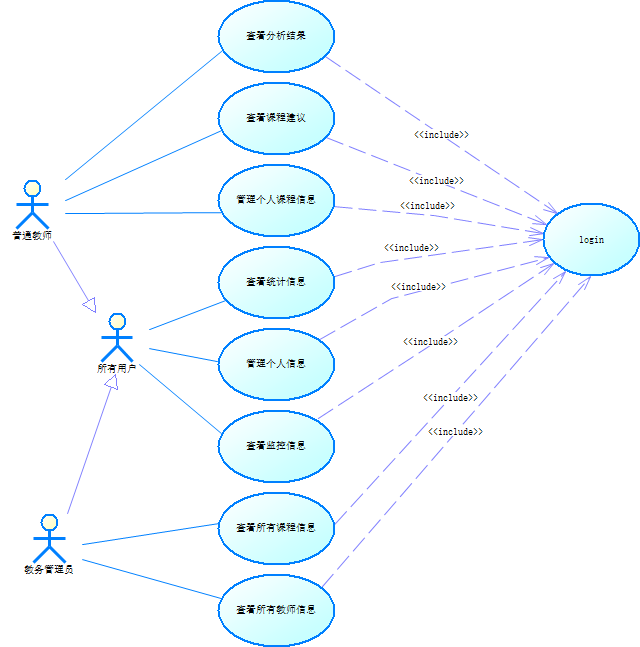 查看分析结果
查看课程建议
<<include>>
<<include>>
管理个人课程信息
<<include>>
普通教师
login
<<include>>
查看统计信息
<<include>>
所有用户
管理个人信息
<<include>>
<<include>>
<<include>>
查看监控信息
查看所有课程信息
教务管理员
查看所有教师信息